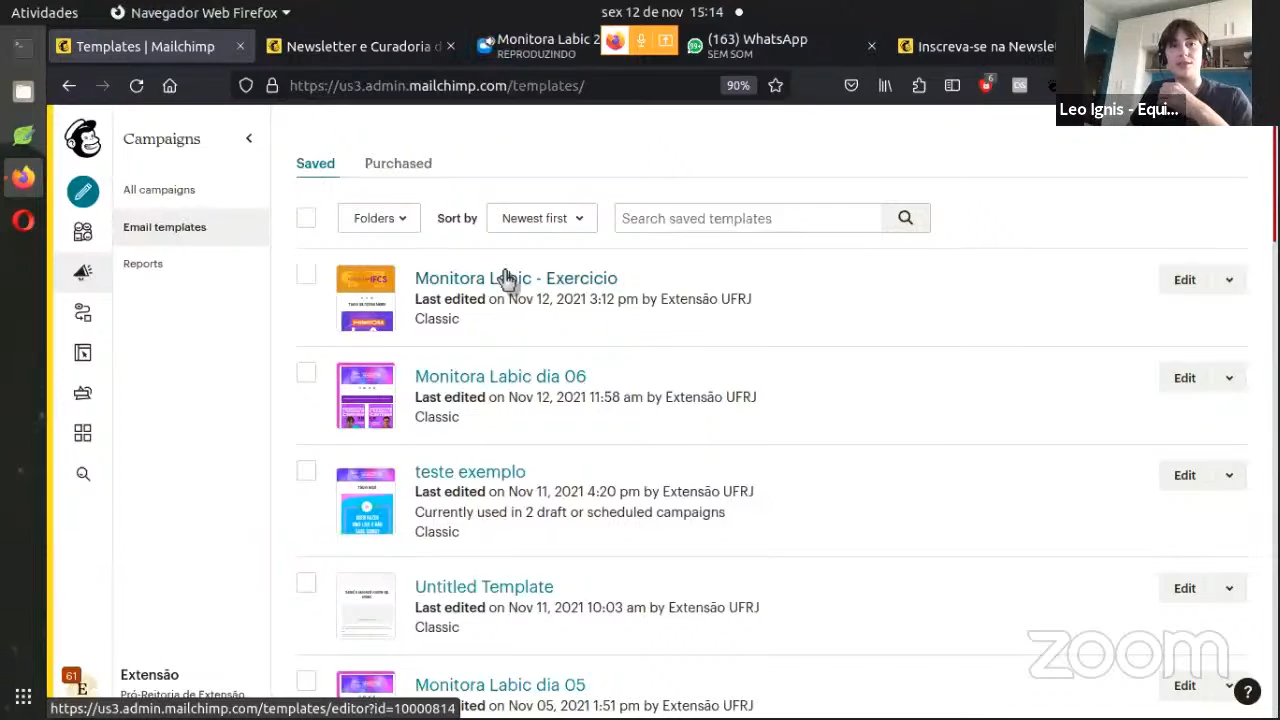 Atividades
Navegador Web Firefox
sex 12 de nov 15:14
Templates | Mailchimp
Newsletter e Curadoria d
Monitora Labic 2
REPRODUZINDO
(163) WhatsApp
SEM SOM
Inscreva-se na Newsle
https://us3.admin.mailchimp.com/templates/
90%
6
Leo Ignis - Equi...
Campaigns
All campaigns
Email templates
Reports
Saved
Purchased
Folders
Sort by
Newest first
Search saved templates
Monitora Labic - Exercicio
Last edited on Nov 12, 2021 3:12 pm by Extensão UFRJ
Classic
Edit
Monitora Labic dia 06
Last edited on Nov 12, 2021 11:58 am by Extensão UFRJ
Classic
Edit
teste exemplo
Last edited on Nov 11, 2021 4:20 pm by Extensão UFRJ
Currently used in 2 draft or scheduled campaigns
Classic
Edit
Untitled Template
Last edited on Nov 11, 2021 10:03 am by Extensão UFRJ
Classic
Edit
Monitora Labic dia 05
Last edited on Nov 05, 2021 1:51 pm by Extensão UFRJ
Edit
zoom
?
61
E
Extensão
Pró-Reitoria de Extensão
https://us3.admin.mailchimp.com/templates/editor?id=10000814